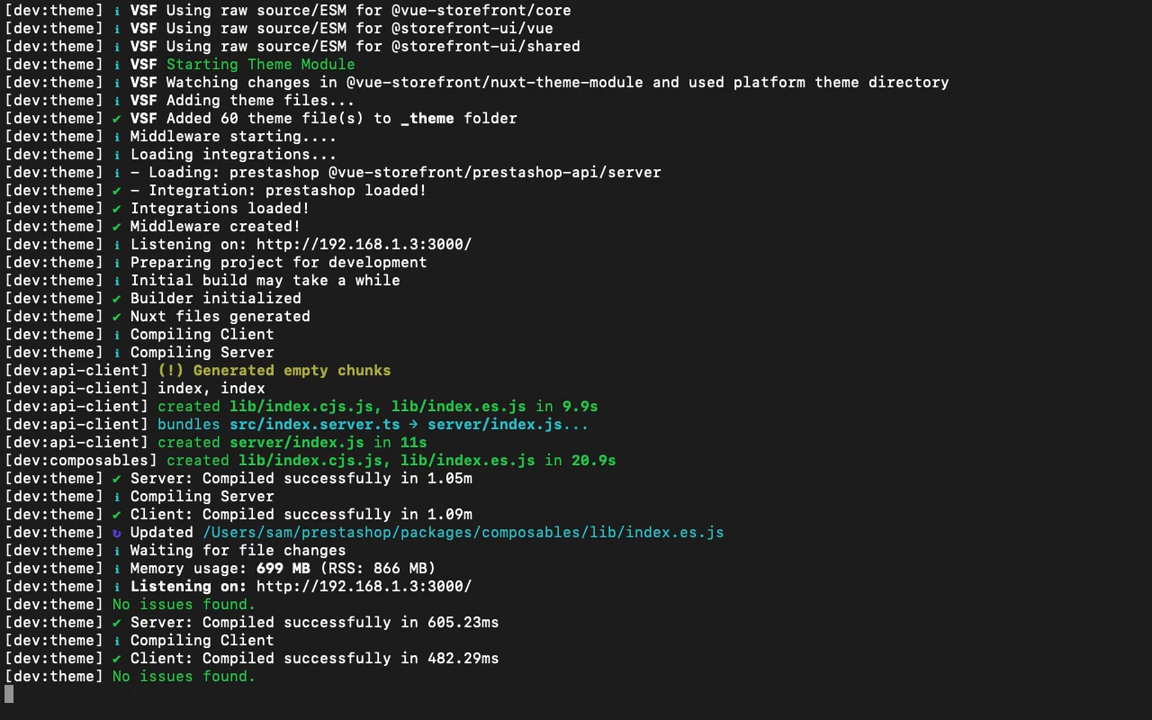 [dev:theme] ℹ VSF Using raw source/ESM for @vue-storefront/core
[dev:theme] ℹ VSF Using raw source/ESM for @storefront-ui/vue
[dev:theme] ℹ VSF Using raw source/ESM for @storefront-ui/shared
[dev:theme] ℹ VSF Starting Theme Module
[dev:theme] ℹ VSF Watching changes in @vue-storefront/nuxt-theme-module and used platform theme directory
[dev:theme] ℹ VSF Adding theme files...
[dev:theme] ✔ VSF Added 60 theme file(s) to _theme folder
[dev:theme] ℹ Middleware starting....
[dev:theme] ℹ Loading integrations...
[dev:theme] ℹ - Loading: prestashop @vue-storefront/prestashop-api/server
[dev:theme] ✔ - Integration: prestashop loaded!
[dev:theme] ✔ Integrations loaded!
[dev:theme] ✔ Middleware created!
[dev:theme] ℹ Listening on: http://192.168.1.3:3000/
[dev:theme] ℹ Preparing project for development
[dev:theme] ℹ Initial build may take a while
[dev:theme] ✔ Builder initialized
[dev:theme] ✔ Nuxt files generated
[dev:theme] ℹ Compiling Client
[dev:theme] ℹ Compiling Server
[dev:api-client] (!) Generated empty chunks
[dev:api-client] index, index
[dev:api-client] created lib/index.cjs.js, lib/index.es.js in 9.9s
[dev:api-client] bundles src/index.server.ts → server/index.js...
[dev:api-client] created server/index.js in 11s
[dev:composables] created lib/index.cjs.js, lib/index.es.js in 20.9s
[dev:theme] ✔ Server: Compiled successfully in 1.05m
[dev:theme] ℹ Compiling Server
[dev:theme] ✔ Client: Compiled successfully in 1.09m
[dev:theme] ↻ Updated /Users/sam/prestashop/packages/composables/lib/index.es.js
[dev:theme] ℹ Waiting for file changes
[dev:theme] ℹ Memory usage: 699 MB (RSS: 866 MB)
[dev:theme] ℹ Listening on: http://192.168.1.3:3000/
[dev:theme] No issues found.
[dev:theme] ✔ Server: Compiled successfully in 605.23ms
[dev:theme] ℹ Compiling Client
[dev:theme] ✔ Client: Compiled successfully in 482.29ms
[dev:theme] No issues found.